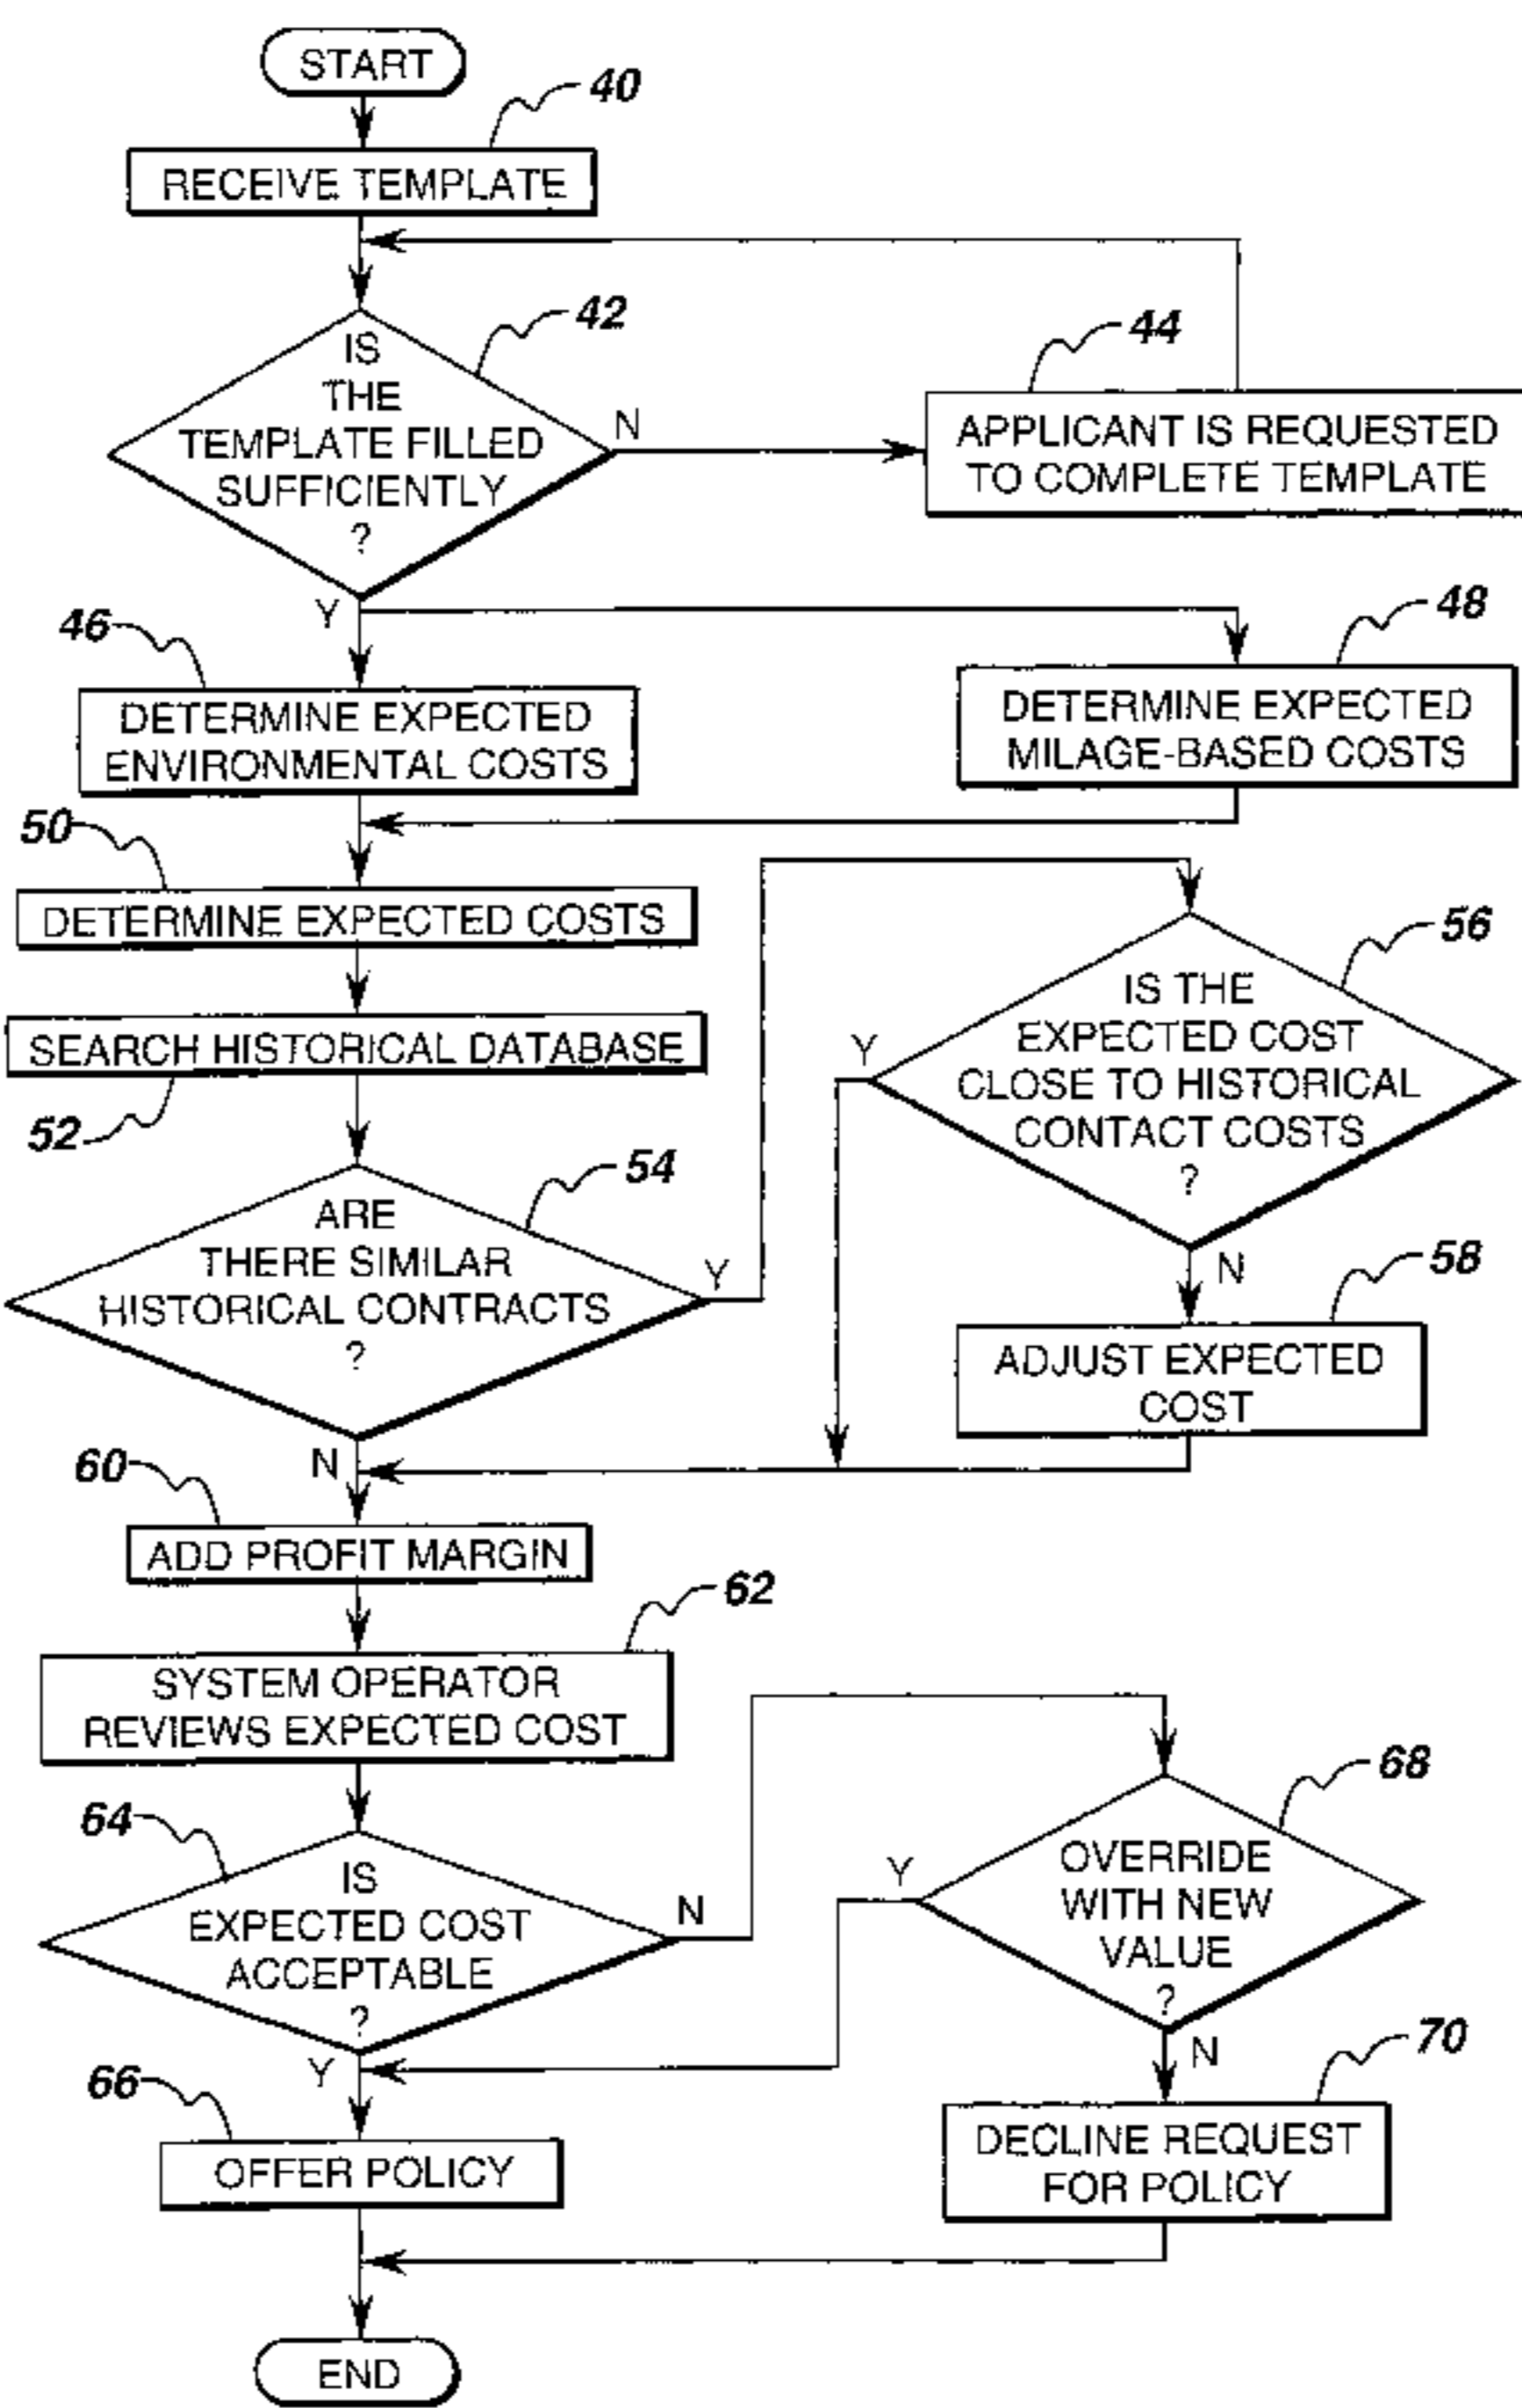 START
40
RECEIVE TEMPLATE
42
IS
THE
TEMPLATE FILLED
SUFFICIENTLY
?
N
44
APPLICANT IS REQUESTED
TO COMPLETE TEMPLATE
Y
46
DETERMINE EXPECTED
ENVIRONMENTAL COSTS
48
DETERMINE EXPECTED
MILAGE-BASED COSTS
50
DETERMINE EXPECTED COSTS
SEARCH HISTORICAL DATABASE
52
54
ARE
THERE SIMILAR
HISTORICAL CONTRACTS
?
Y
56
IS THE
EXPECTED COST
CLOSE TO HISTORICAL
CONTACT COSTS
?
Y
N
58
ADJUST EXPECTED
COST
N
60
ADD PROFIT MARGIN
62
SYSTEM OPERATOR
REVIEWS EXPECTED COST
64
IS
EXPECTED COST
ACCEPTABLE
?
N
68
OVERRIDE
WITH NEW
VALUE
?
Y
N
Y
66
OFFER POLICY
70
DECLINE REQUEST
FOR POLICY
END